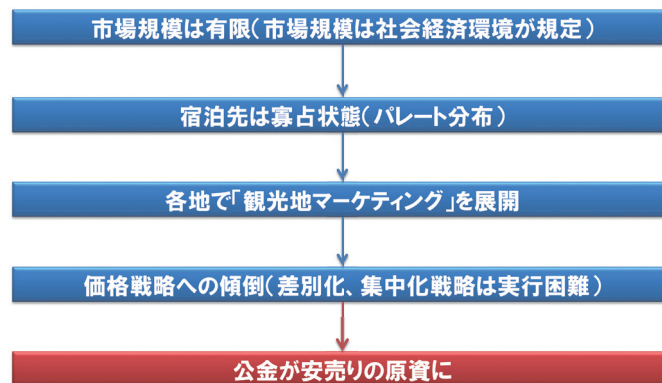 市場規模は有限(市場規模は社会経済環境が規定)
宿泊先は寡占状態(パレート分布)
各地で「観光地マーケティング」を展開
価格戦略への傾倒(差別化、集中化戦略は実行困難)
公金が安売りの原資に